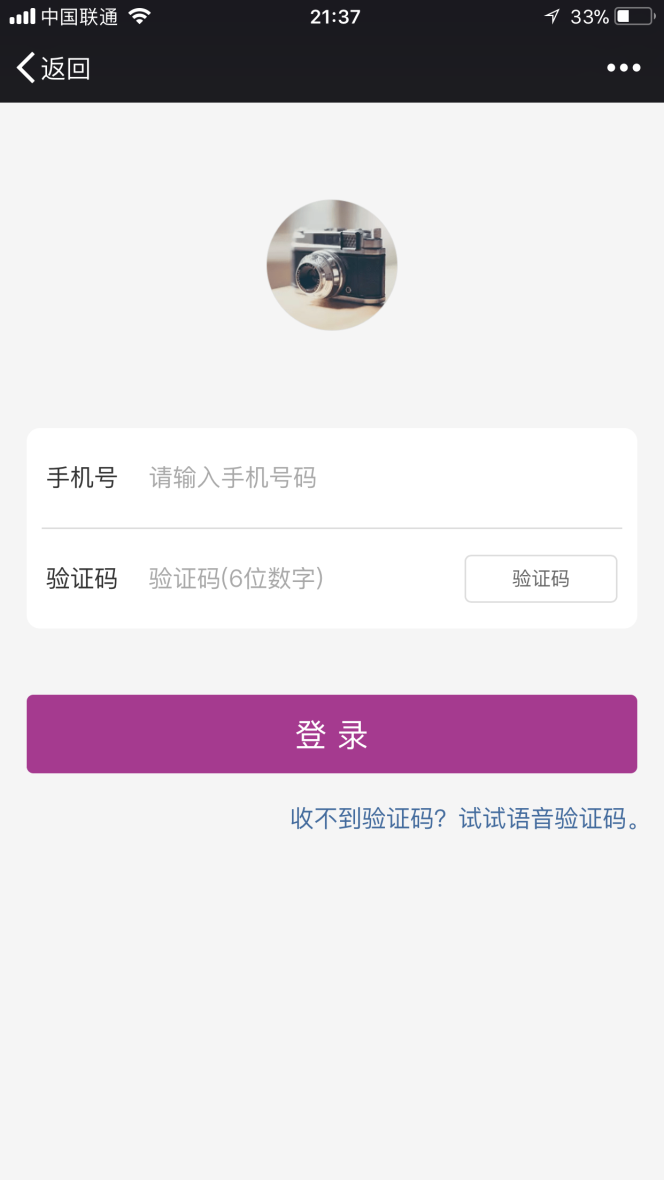 中国联通 21:37 33%
返回
手机号 请输入手机号码
验证码 验证码(6位数字) 验证码
登 录
收不到验证码？试试语音验证码。